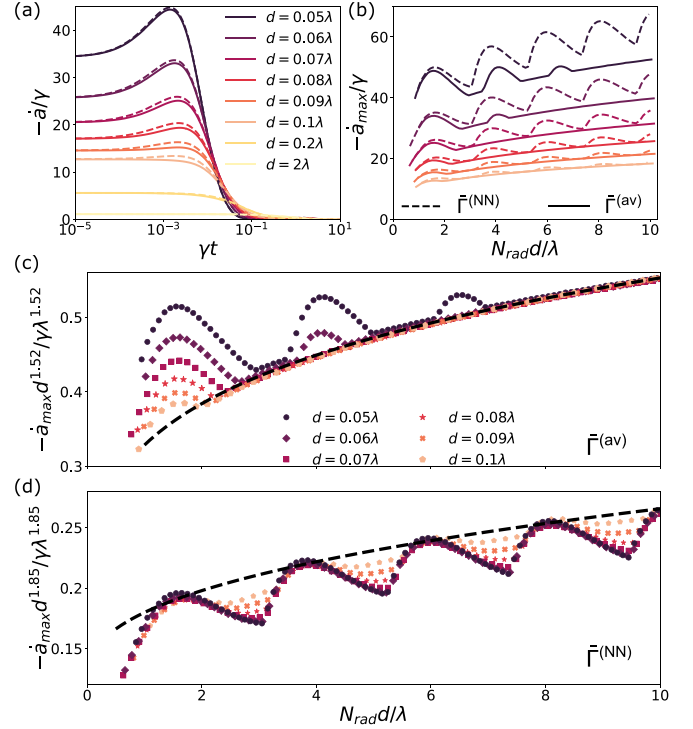 (a)
−ȧ/γ
40
30
20
10
0
10⁻⁵
10⁻³
10⁻¹
10¹
γt
d = 0.05λ
d = 0.06λ
d = 0.07λ
d = 0.08λ
d = 0.09λ
d = 0.1λ
d = 0.2λ
d = 2λ
(b)
−ȧ_max/γ
60
40
20
0
0
2
4
6
8
10
N_rad d/λ
Γ̄^(NN)
Γ̄^(av)
(c)
−ȧ_max d^1.52/γλ^1.52
0.5
0.4
0.3
d = 0.05λ
d = 0.06λ
d = 0.07λ
d = 0.08λ
d = 0.09λ
d = 0.1λ
Γ̄^(av)
(d)
−ȧ_max d^1.85/γλ^1.85
0.25
0.2
0.15
Γ̄^(NN)
0
2
4
6
8
10
N_rad d/λ